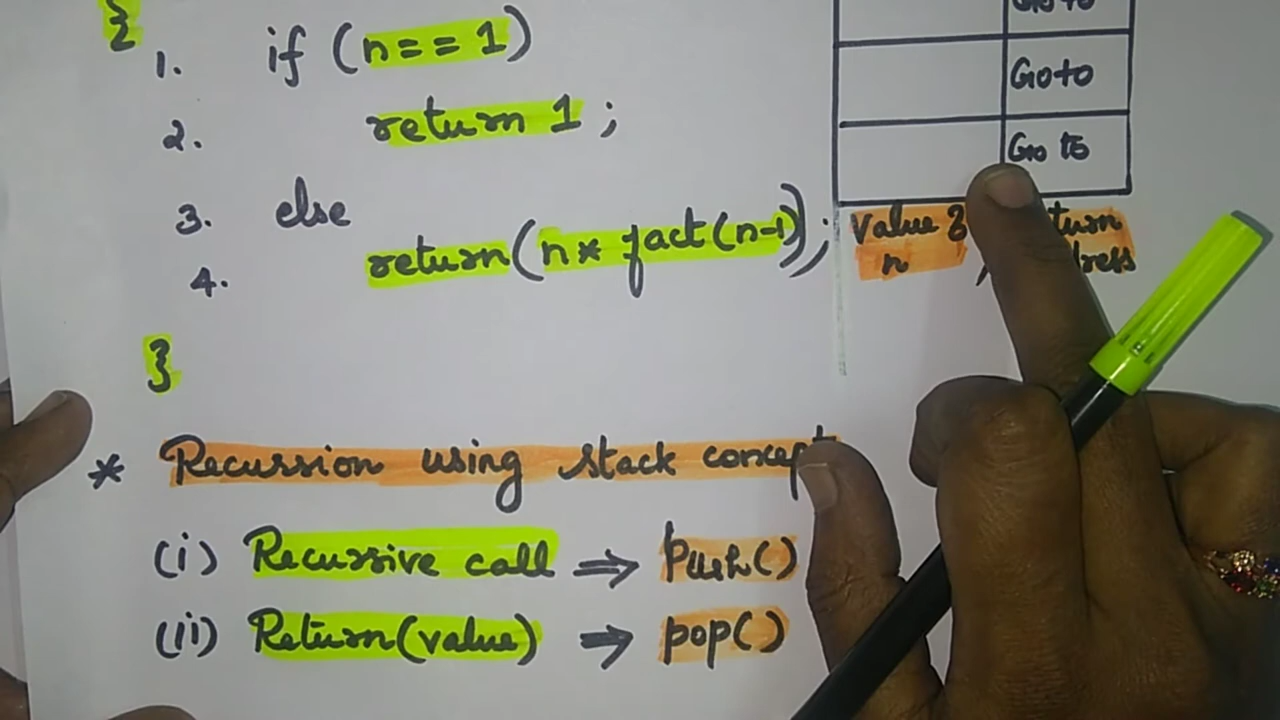 {
1. if (n==1)
2. return 1 ;
3. else
4. return(n* fact(n-1));
}
Goto
Goto
Go to
value of
n
* Recussion using stack concept
(i) Recursive call ⇒ Push()
(ii) Return(value) ⇒ pop()